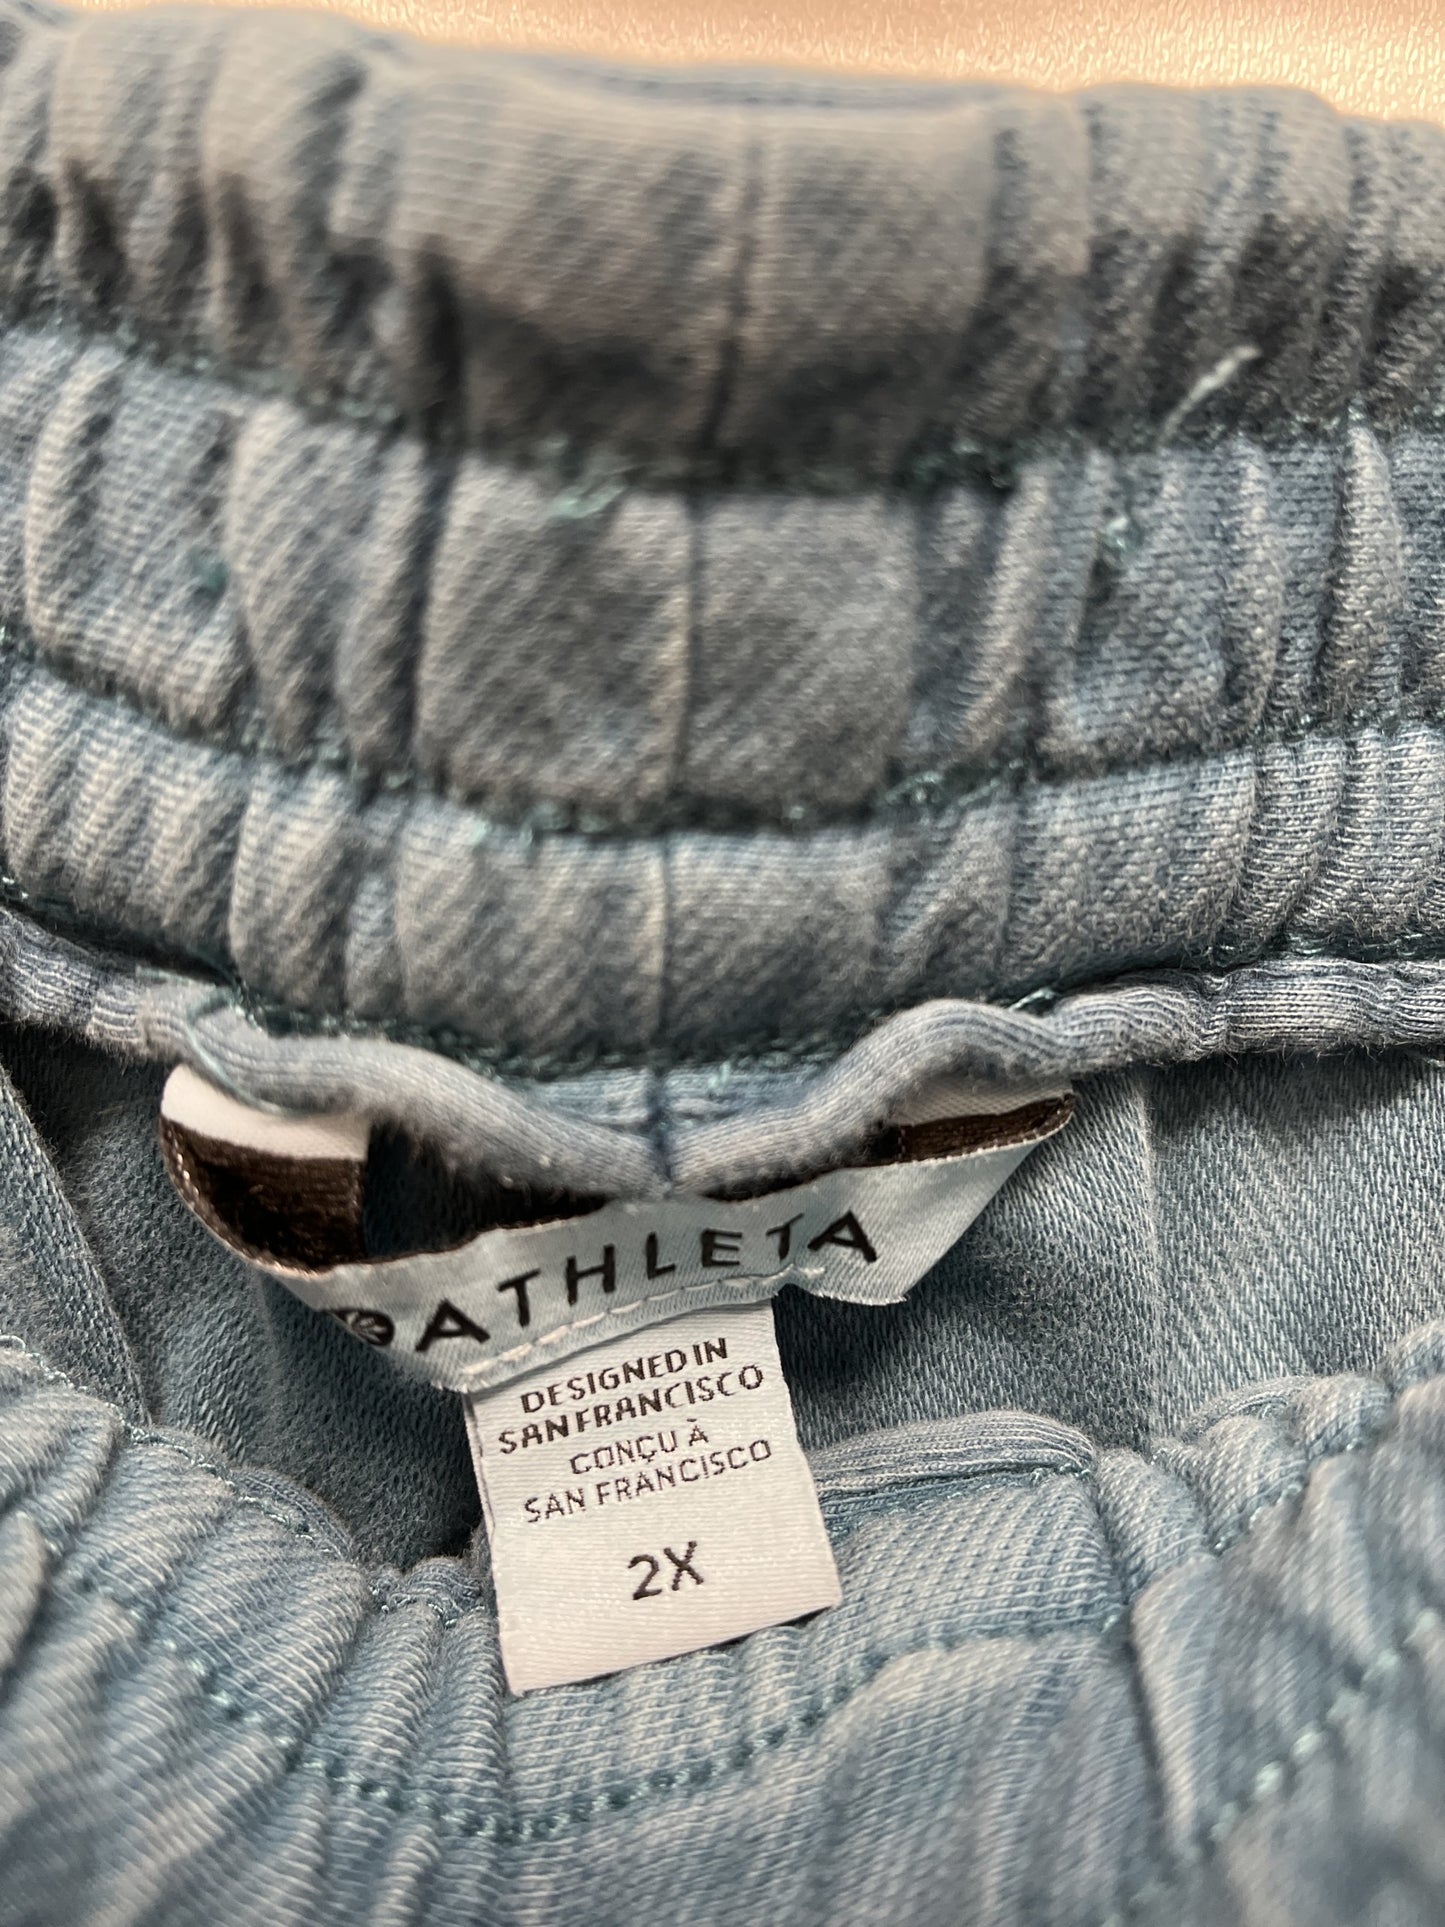 ATHLETA
DESIGNED IN
SAN FRANCISCO
CONÇU À
SAN FRANCISCO
2X